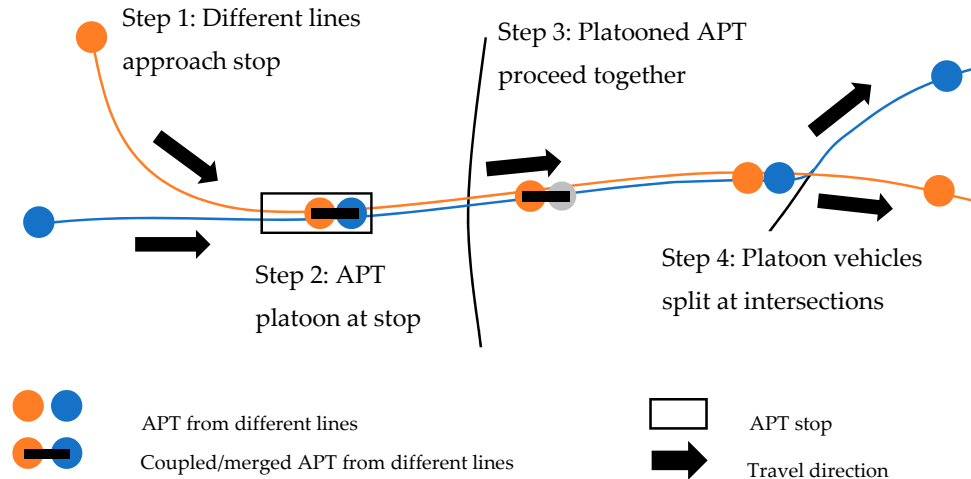 Step 1: Different lines
approach stop
Step 3: Platooned APT
proceed together
Step 2: APT
platoon at stop
Step 4: Platoon vehicles
split at intersections
APT from different lines
Coupled/merged APT from different lines
APT stop
Travel direction